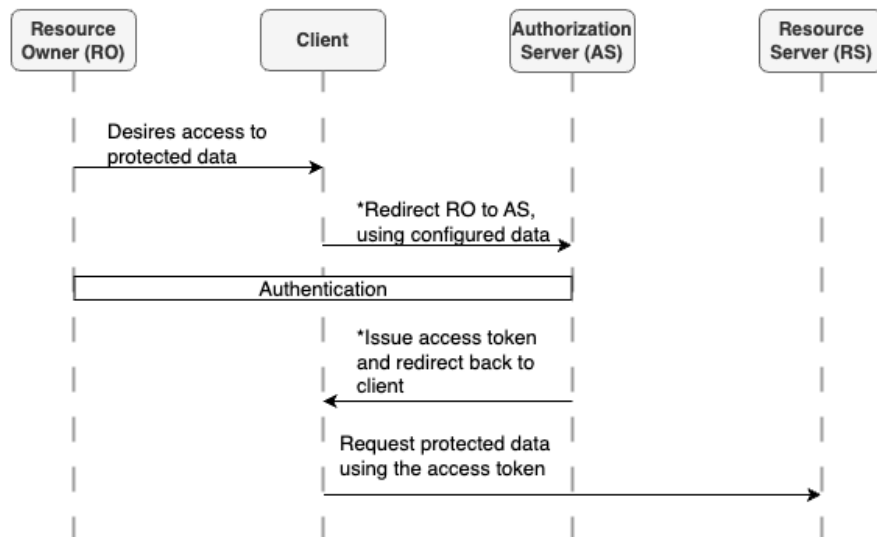 Resource
Owner (RO)
Client
Authorization
Server (AS)
Resource
Server (RS)
Desires access to
protected data
*Redirect RO to AS,
using configured data
Authentication
*Issue access token
and redirect back to
client
Request protected data
using the access token